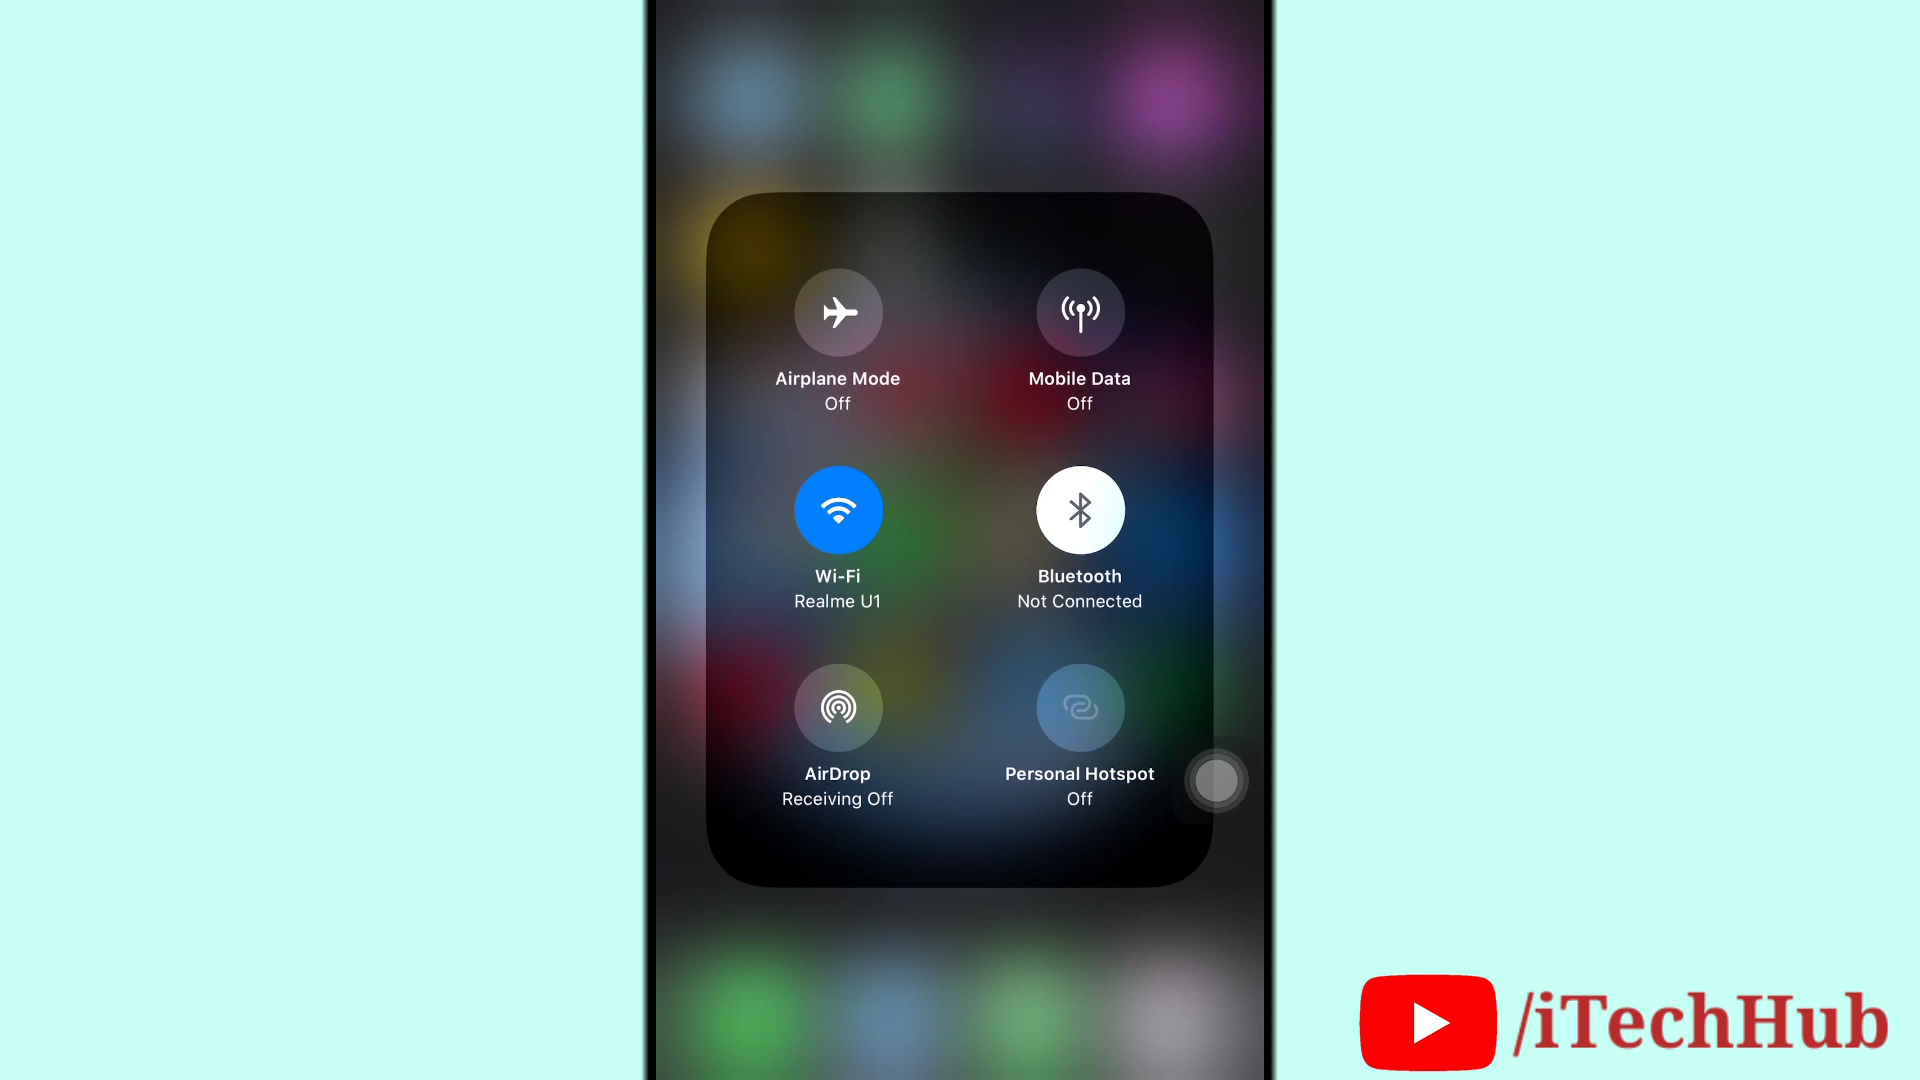 Airplane Mode
Off
Mobile Data
Off
Wi-Fi
Realme U1
Bluetooth
Not Connected
AirDrop
Receiving Off
Personal Hotspot
Off
/iTechHub